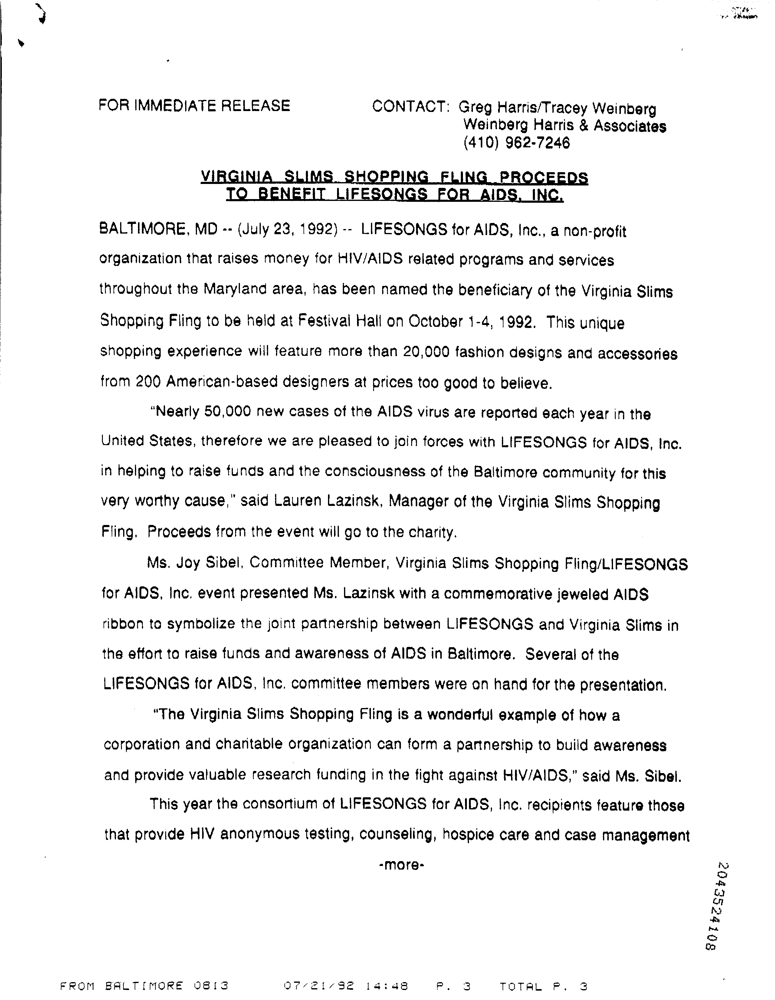 FOR IMMEDIATE RELEASE
CONTACT: Greg Harris/Tracey Weinberg
Weinberg Harris & Associates
(410) 962-7246
VIRGINIA SLIMS SHOPPING FLING PROCEEDS
TO BENEFIT LIFESONGS FOR AIDS, INC.
BALTIMORE, MD -- (July 23, 1992) -- LIFESONGS for AIDS, Inc., a non-profit
organization that raises money for HIV/AIDS related programs and services
throughout the Maryland area, has been named the beneficiary of the Virginia Slims
Shopping Fling to be held at Festival Hall on October 1-4, 1992. This unique
shopping experience will feature more than 20,000 fashion designs and accessories
from 200 American-based designers at prices too good to believe.
"Nearly 50,000 new cases of the AIDS virus are reported each year in the
United States, therefore we are pleased to join forces with LIFESONGS for AIDS, Inc.
in helping to raise funds and the consciousness of the Baltimore community for this
very worthy cause," said Lauren Lazinsk, Manager of the Virginia Slims Shopping
Fling. Proceeds from the event will go to the charity.
Ms. Joy Sibel, Committee Member, Virginia Slims Shopping Fling/LIFESONGS
for AIDS, Inc. event presented Ms. Lazinsk with a commemorative jeweled AIDS
ribbon to symbolize the joint partnership between LIFESONGS and Virginia Slims in
the effort to raise funds and awareness of AIDS in Baltimore. Several of the
LIFESONGS for AIDS, Inc. committee members were on hand for the presentation.
"The Virginia Slims Shopping Fling is a wonderful example of how a
corporation and charitable organization can form a partnership to build awareness
and provide valuable research funding in the fight against HIV/AIDS," said Ms. Sibel.
This year the consortium of LIFESONGS for AIDS, Inc. recipients feature those
that provide HIV anonymous testing, counseling, hospice care and case management
-more-
2043524108
FROM BALTIMORE 0813 07/21/92 14:48 P. 3 TOTAL P. 3